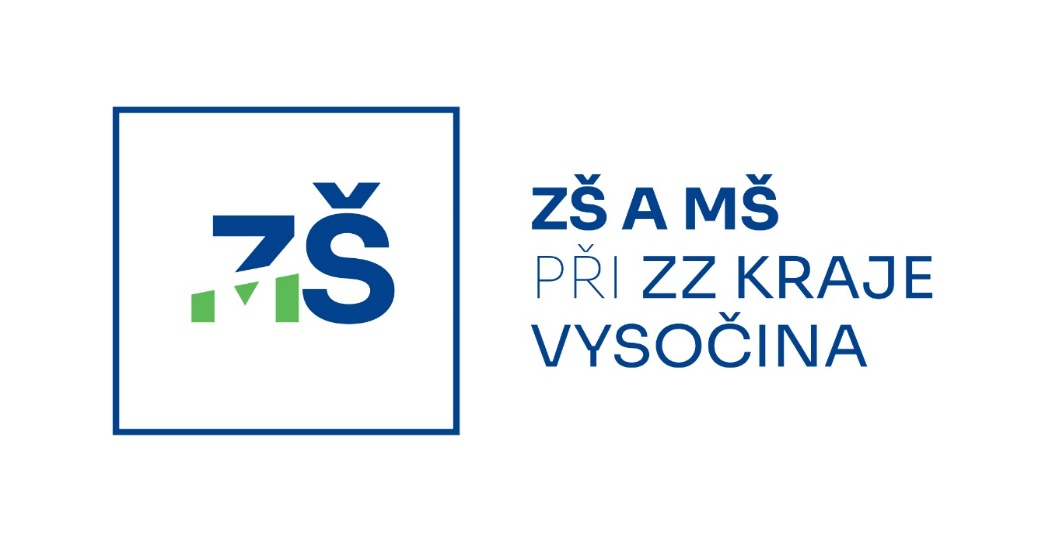 ZŠ
ZŠ A MŠ
PŘI ZZ KRAJE
VYSOČINA